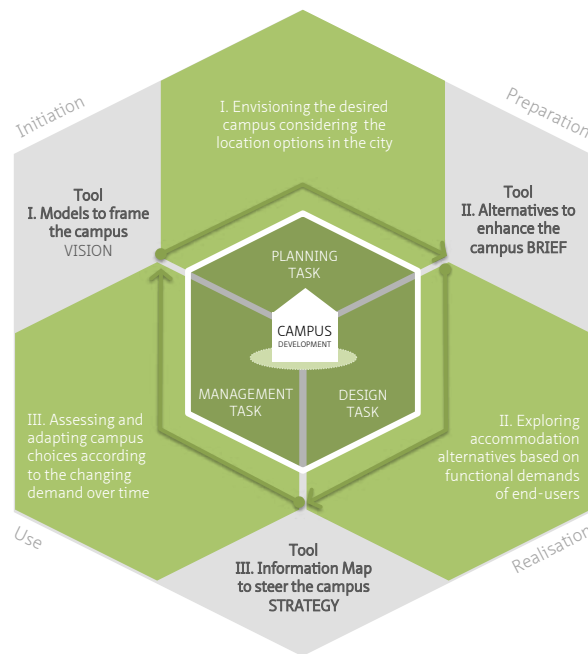 Initiation
Preparation
I. Envisioning the desired
campus considering the
location options in the city
Tool
I. Models to frame
the campus
VISION
Tool
II. Alternatives to
enhance the
campus BRIEF
PLANNING
TASK
CAMPUS
DEVELOPMENT
MANAGEMENT
TASK
DESIGN
TASK
III. Assessing and
adapting campus
choices according
to the changing
demand over time
II. Exploring
accommodation
alternatives based on
functional demands
of end-users
Use
Realisation
Tool
III. Information Map
to steer the campus
STRATEGY